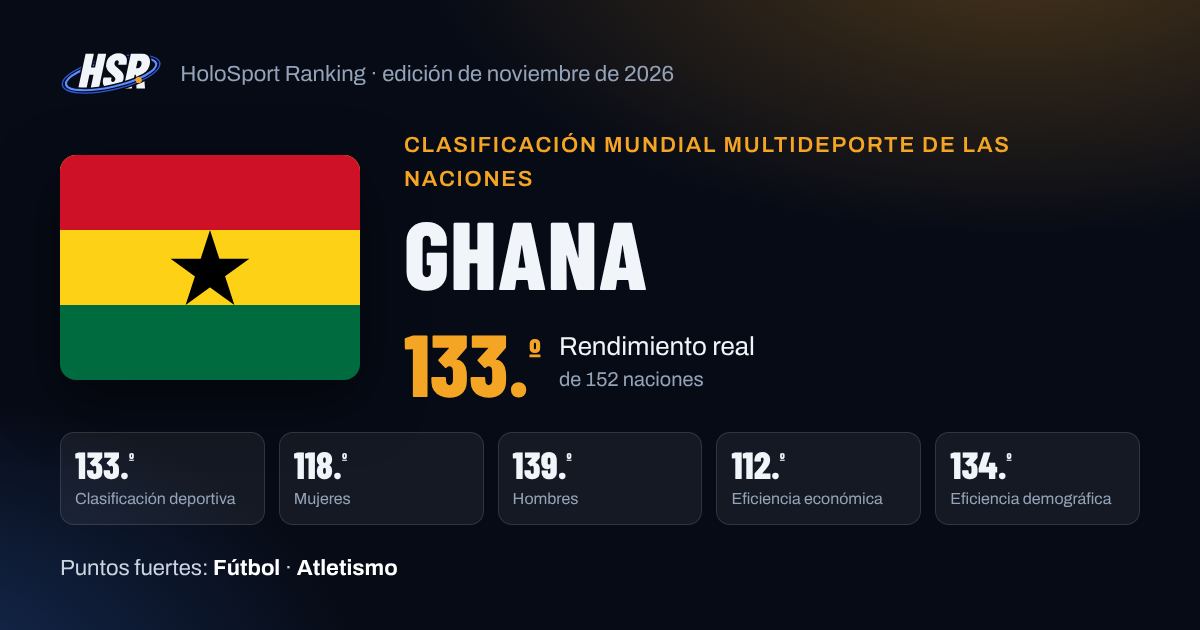 HSR
HoloSport Ranking · edición de noviembre de 2026
CLASIFICACIÓN MUNDIAL MULTIDEPORTE DE LAS
NACIONES
GHANA
133.º Rendimiento real
de 152 naciones
133.º
Clasificación deportiva
118.º
Mujeres
139.º
Hombres
112.º
Eficiencia económica
134.º
Eficiencia demográfica
Puntos fuertes: Fútbol · Atletismo